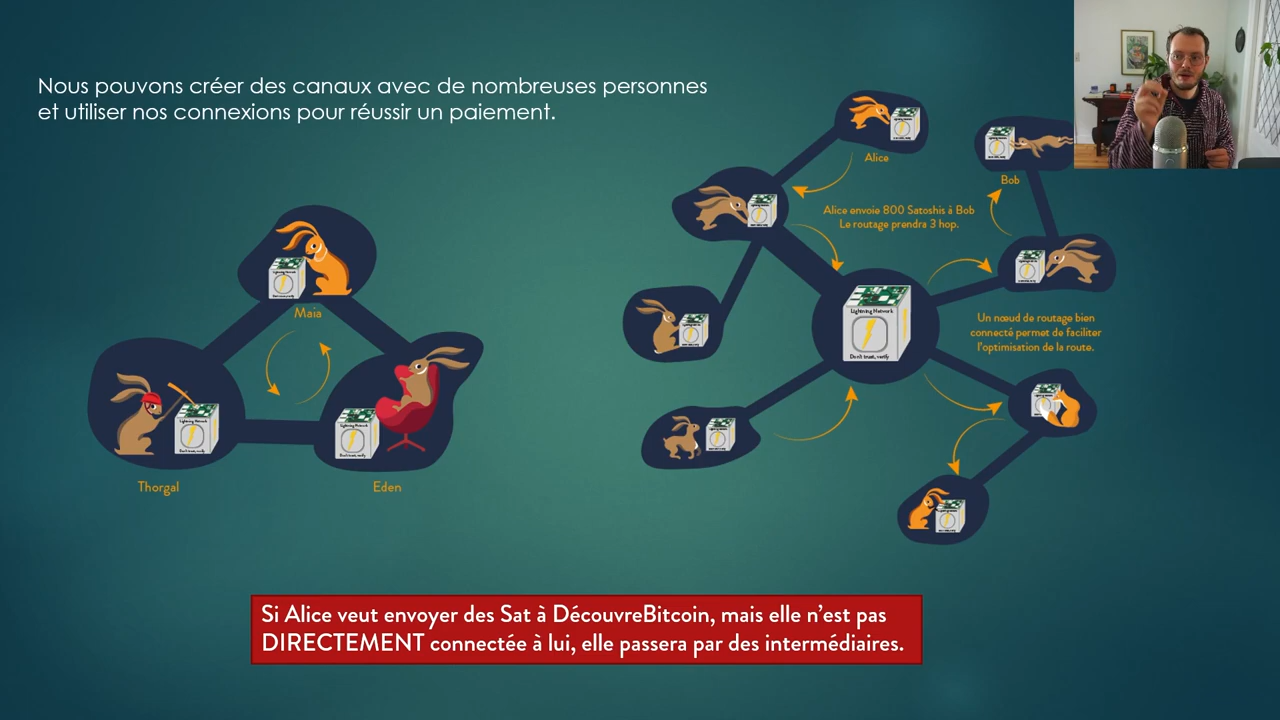 Nous pouvons créer des canaux avec de nombreuses personnes
et utiliser nos connexions pour réussir un paiement.
Alice
Bob
Alice envoie 800 Satoshis à Bob
Le routage prendra 3 hop.
Maia
Lightning Network
Don't trust, verify
Un nœud de routage bien
connecté permet de faciliter
l'optimisation de la route.
Thorgal
Eden
Si Alice veut envoyer des Sat à DécouvreBitcoin, mais elle n'est pas
DIRECTEMENT connectée à lui, elle passera par des intermédiaires.